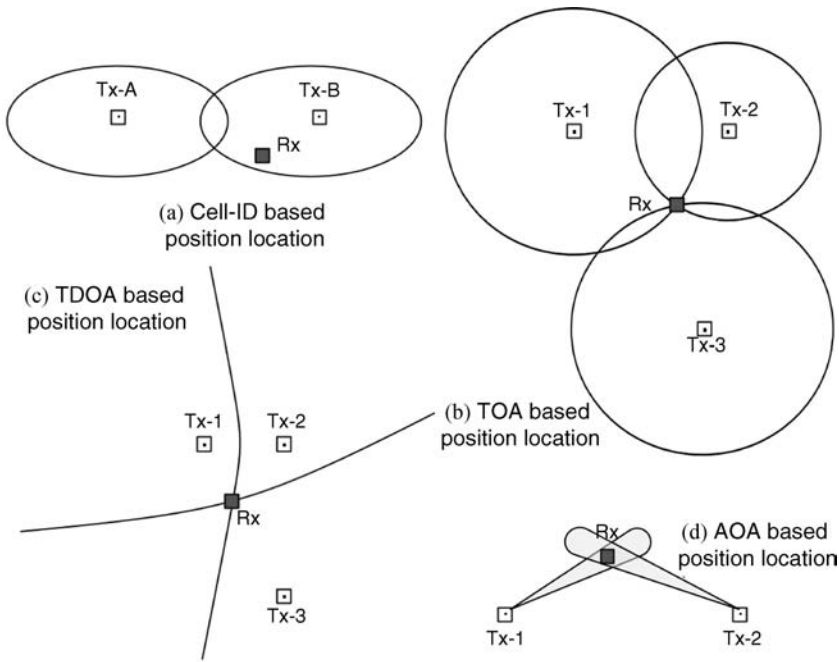 Tx-A
Tx-B
Rx
(a) Cell-ID based
position location
Tx-1
Tx-2
Rx
Tx-3
(b) TOA based
position location
(c) TDOA based
position location
Tx-1
Tx-2
Rx
Tx-3
(d) AOA based
position location
Rx
Tx-1
Tx-2